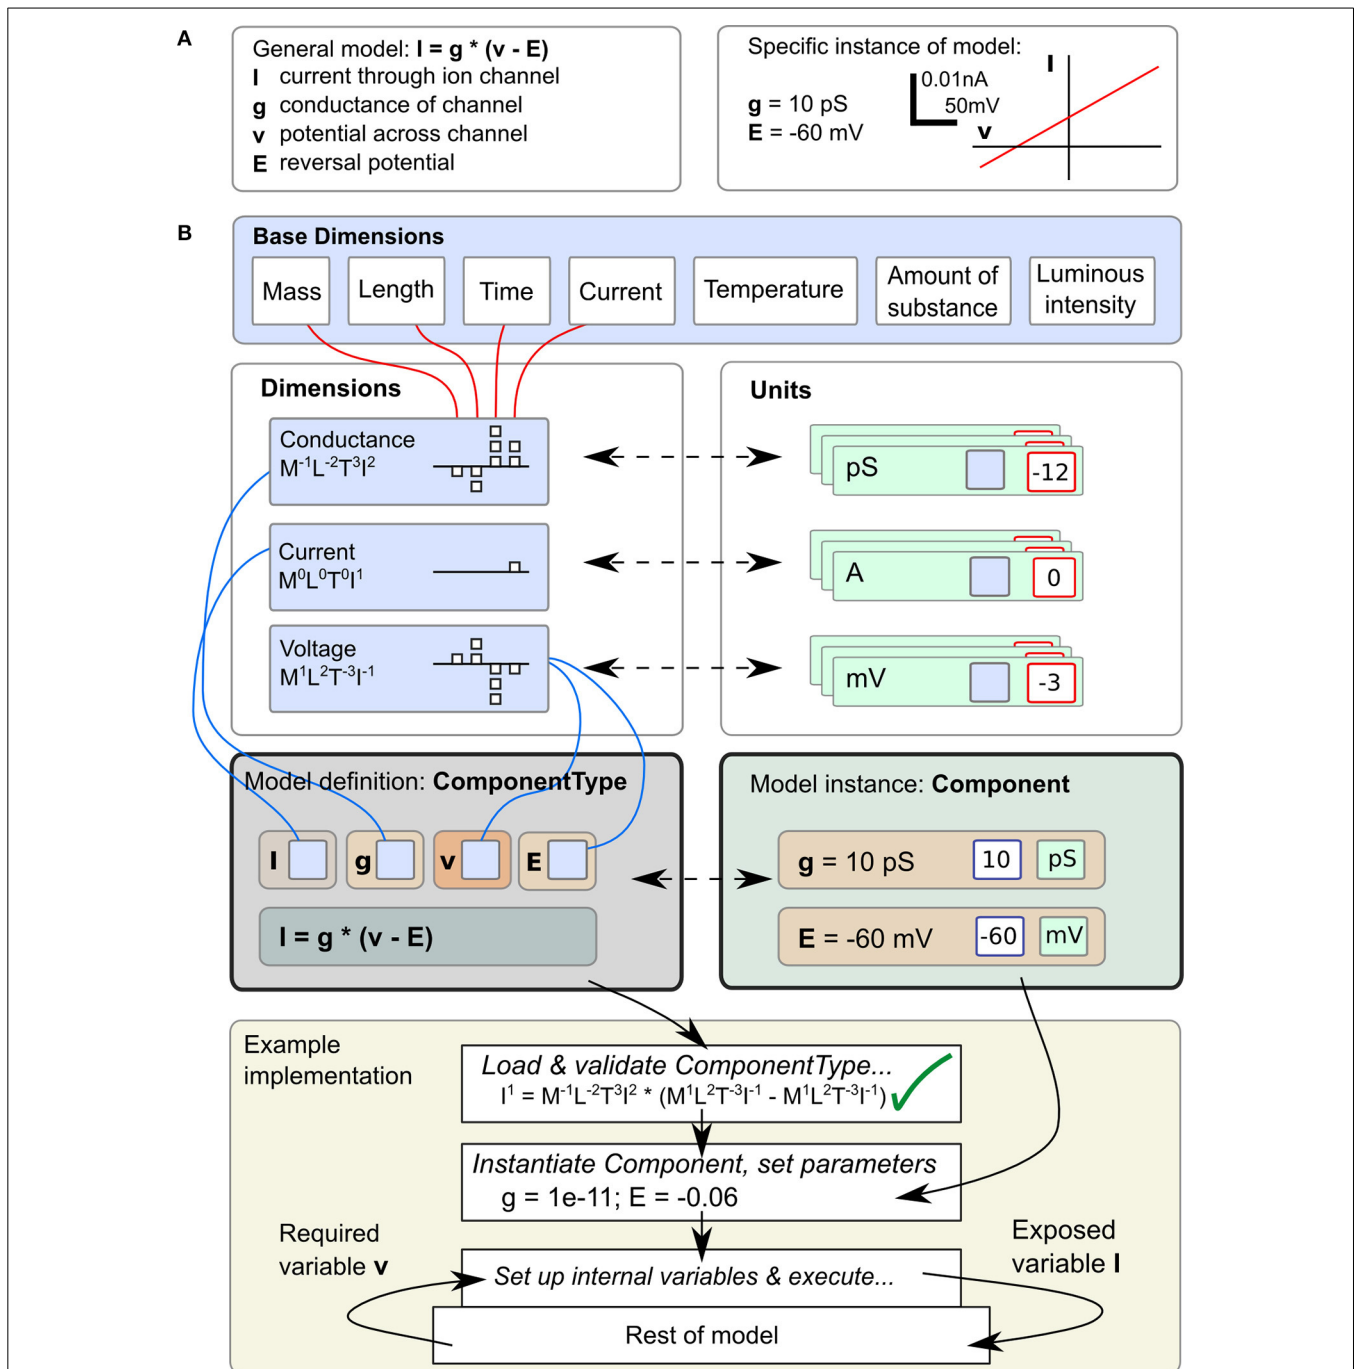 A
General model: I = g * (v - E)
I current through ion channel
g conductance of channel
v potential across channel
E reversal potential
Specific instance of model:
g = 10 pS
E = -60 mV
0.01nA
50mV
I
v
B
Base Dimensions
Mass
Length
Time
Current
Temperature
Amount of
substance
Luminous
intensity
Dimensions
Conductance
M⁻¹L⁻²T³I²
Current
M⁰L⁰T⁰I¹
Voltage
M¹L²T⁻³I⁻¹
Units
pS
-12
A
0
mV
-3
Model definition: ComponentType
I
g
v
E
I = g * (v - E)
Model instance: Component
g = 10 pS
10
pS
E = -60 mV
-60
mV
Example
implementation
Load & validate ComponentType...
I¹ = M⁻¹L⁻²T³I² * (M¹L²T⁻³I⁻¹ - M¹L²T⁻³I⁻¹)
Instantiate Component, set parameters
g = 1e-11; E = -0.06
Required
variable v
Exposed
variable I
Set up internal variables & execute...
Rest of model